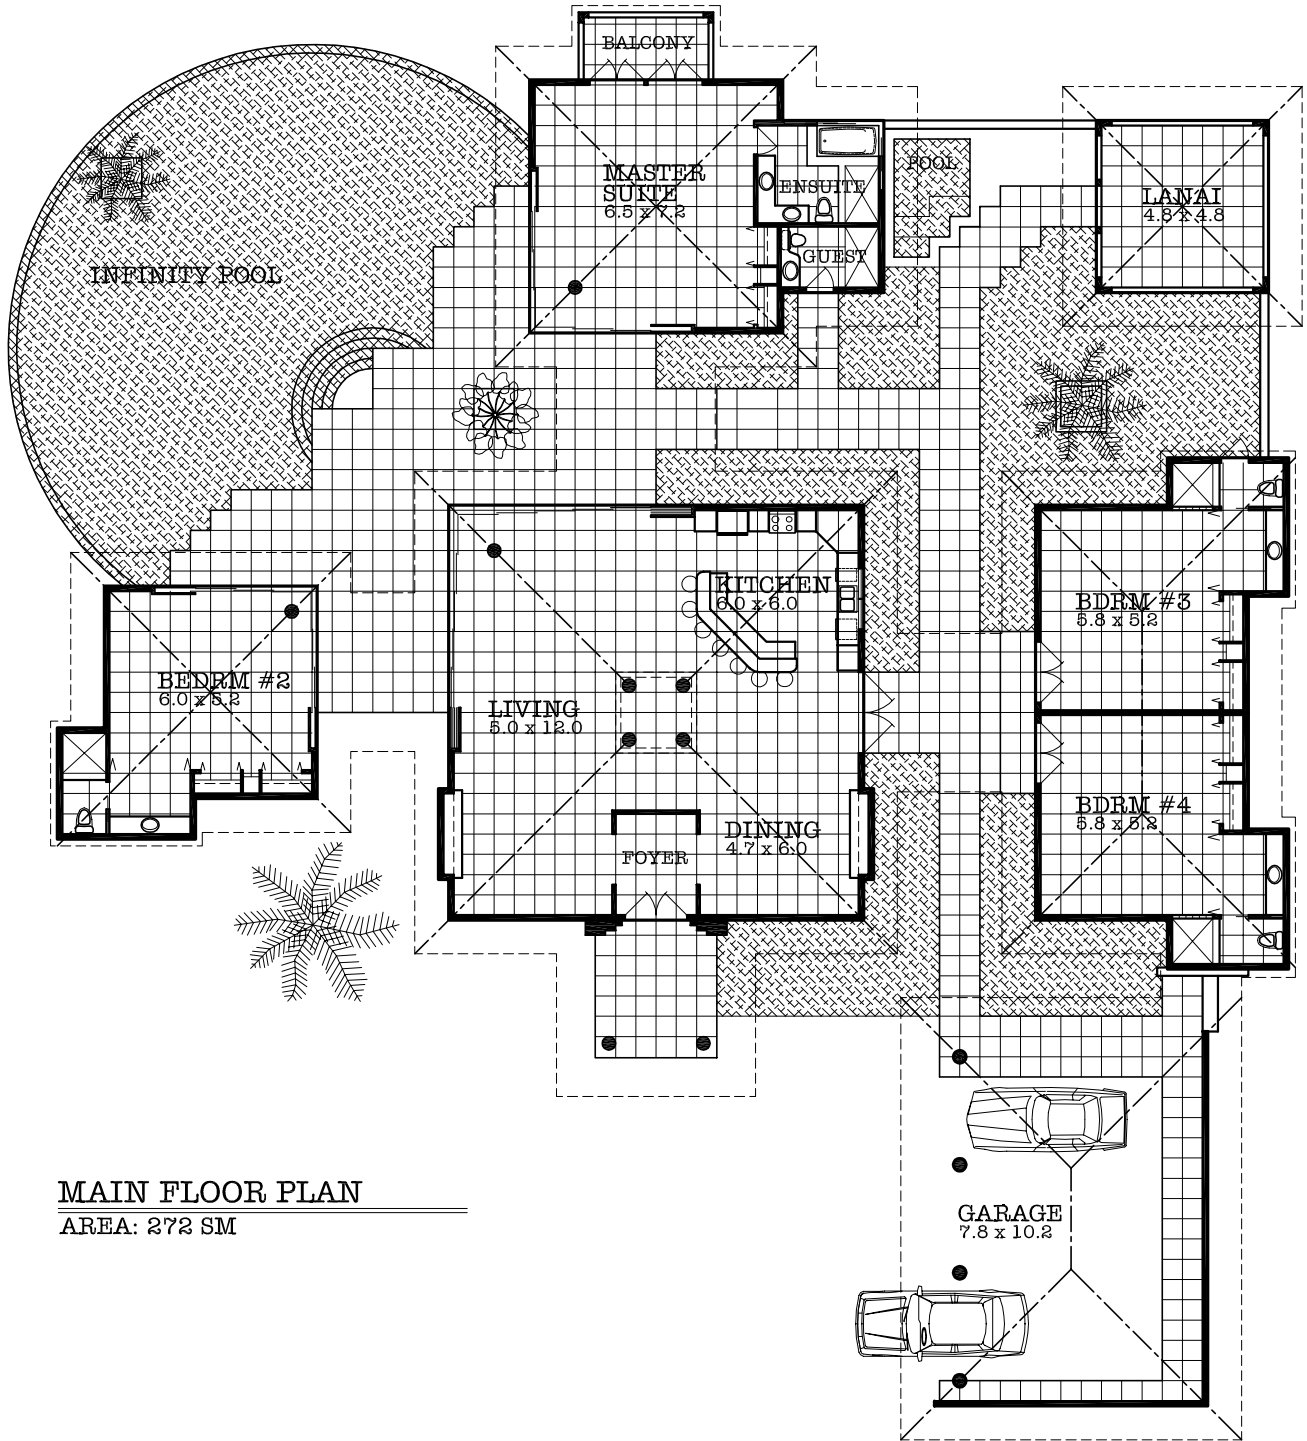 BALCONY
MASTER
SUITE
6.5 x 7.2
ENSUITE
POOL
LANAI
4.8 x 4.8
GUEST
INFINITY POOL
KITCHEN
6.0 x 6.0
BDRM #3
5.8 x 5.2
BEDRM #2
6.0 x 5.2
LIVING
5.0 x 12.0
DINING
4.7 x 6.0
FOYER
BDRM #4
5.8 x 5.2
MAIN FLOOR PLAN
AREA: 272 SM
GARAGE
7.8 x 10.2